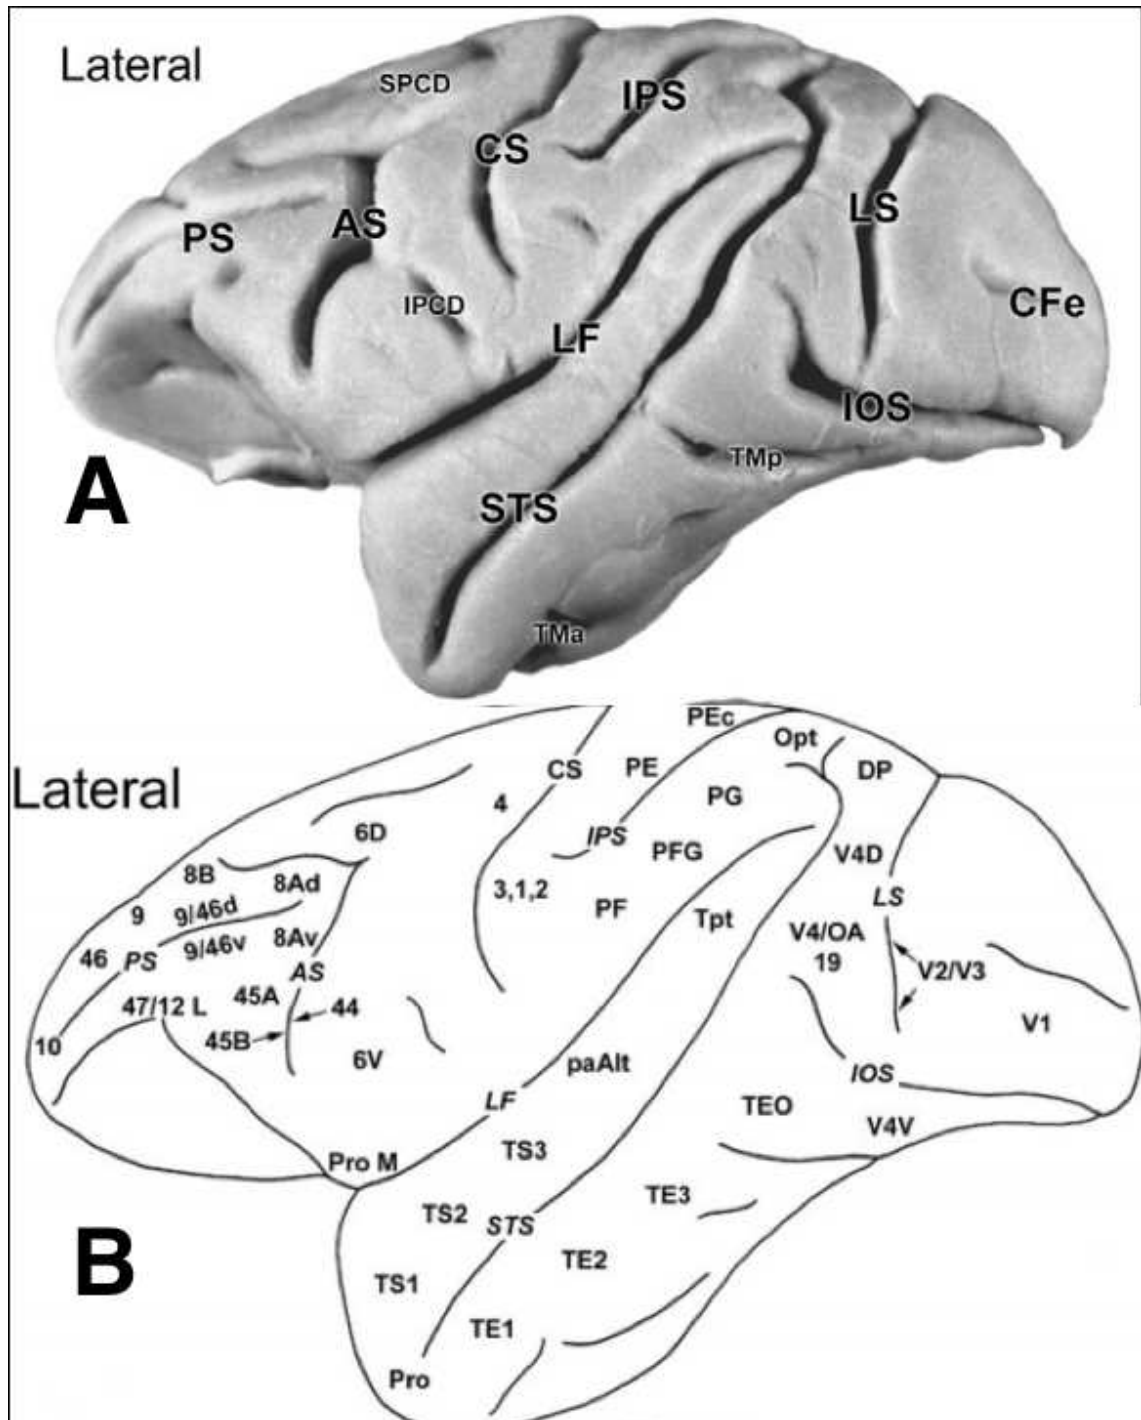 Lateral
SPCD
IPS
CS
LS
AS
PS
CFe
IPCD
LF
IOS
TMp
A
STS
TMa
PEc
Opt
CS
PE
DP
Lateral
4
PG
6D
IPS
PFG
V4D
8B
8Ad
3,1,2
LS
9
9/46d
PF
Tpt
9/46v
8Av
V4/OA
19
46
PS
AS
V2/V3
47/12 L
45A
44
V1
10
45B
6V
paAlt
IOS
LF
TEO
V4V
Pro M
TS3
TE3
TS2
STS
B
TE2
TS1
TE1
Pro